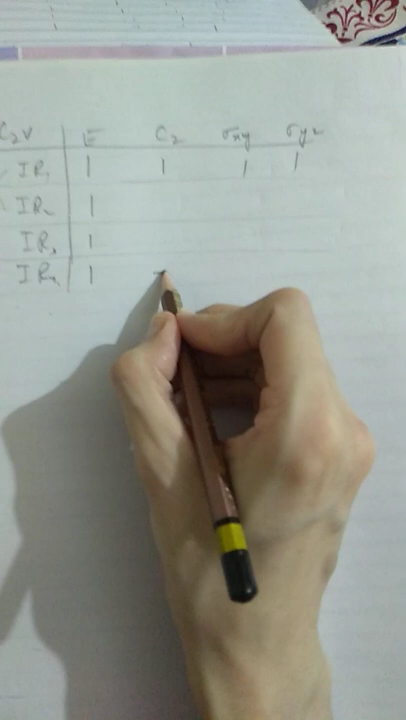 C₂V E C₂ σxy σyz
IR₁ 1 1 1 1
IR₂ 1
IR₃ 1
IR₄ 1